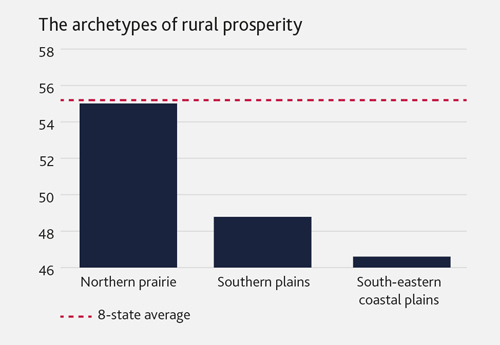 The archetypes of rural prosperity
58
56
54
52
50
48
46
Northern prairie
Southern plains
South-eastern
coastal plains
8-state average